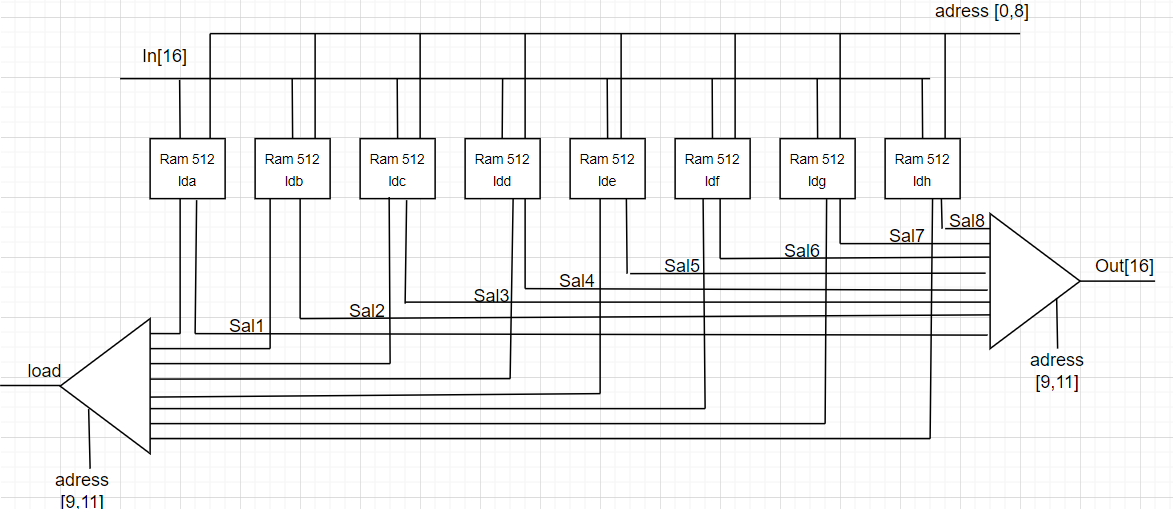 adress [0,8]
In[16]
Ram 512
lda
Ram 512
ldb
Ram 512
ldc
Ram 512
ldd
Ram 512
lde
Ram 512
ldf
Ram 512
ldg
Ram 512
ldh
Sal8
Sal7
Sal6
Sal5
Sal4
Sal3
Sal2
Sal1
Out[16]
adress
[9,11]
load
adress
[9,11]